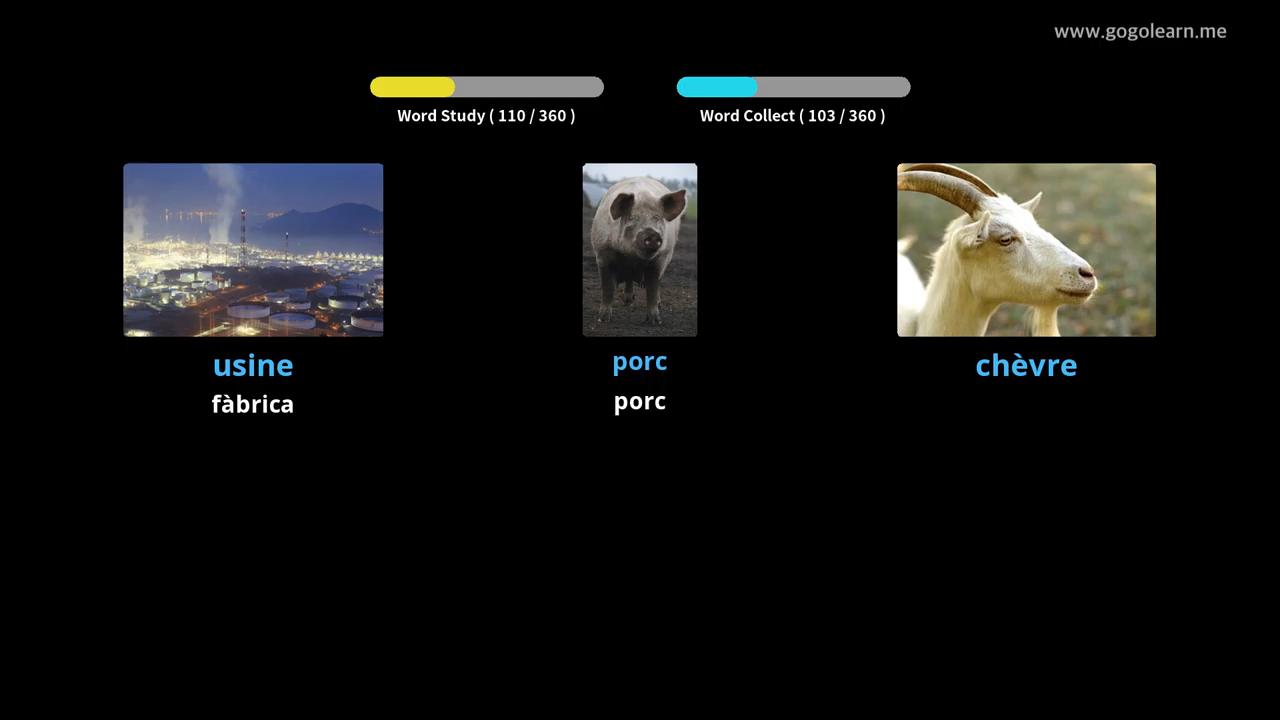 www.gogolearn.me
Word Study ( 110 / 360 )
Word Collect ( 103 / 360 )
usine
fàbrica
porc
porc
chèvre